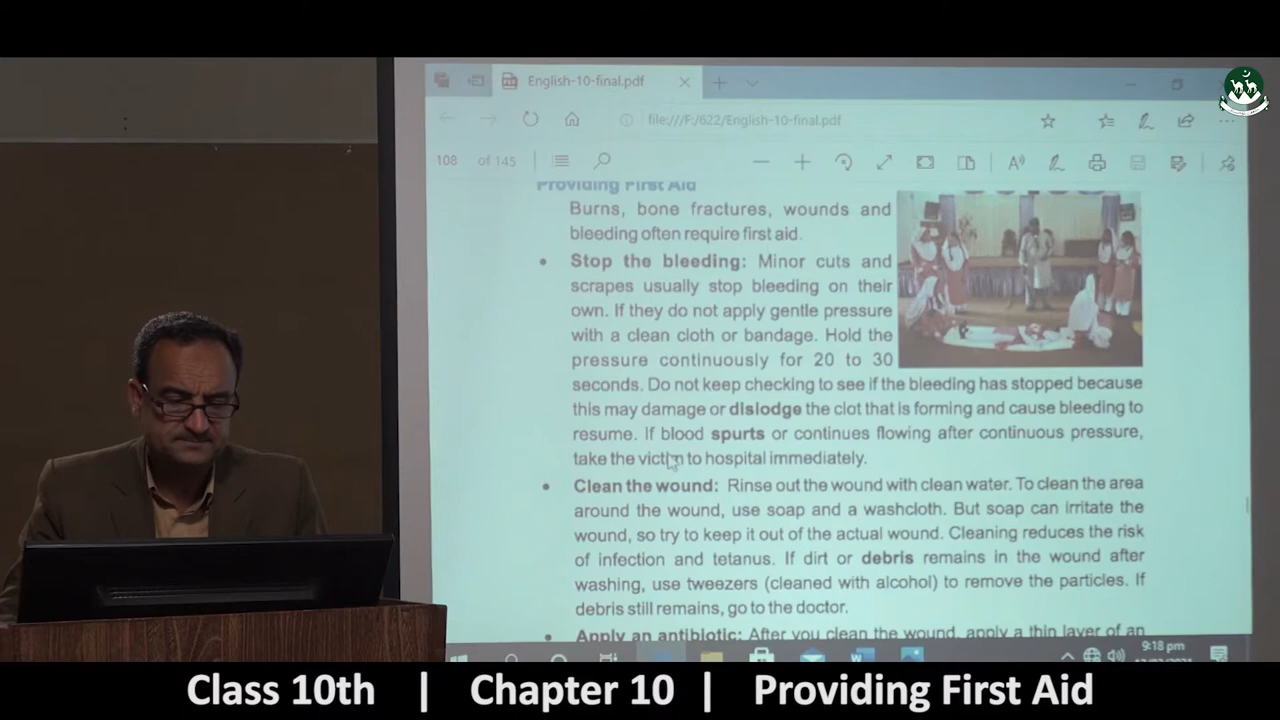 English-10-final.pdf
file:///F:/622/English-10-final.pdf
108 of 145
Providing First Aid
Burns, bone fractures, wounds and
bleeding often require first aid.
• Stop the bleeding: Minor cuts and
scrapes usually stop bleeding on their
own. If they do not apply gentle pressure
with a clean cloth or bandage. Hold the
pressure continuously for 20 to 30
seconds. Do not keep checking to see if the bleeding has stopped because
this may damage or dislodge the clot that is forming and cause bleeding to
resume. If blood spurts or continues flowing after continuous pressure,
take the victim to hospital immediately.
• Clean the wound: Rinse out the wound with clean water. To clean the area
around the wound, use soap and a washcloth. But soap can irritate the
wound, so try to keep it out of the actual wound. Cleaning reduces the risk
of infection and tetanus. If dirt or debris remains in the wound after
washing, use tweezers (cleaned with alcohol) to remove the particles. If
debris still remains, go to the doctor.
• Apply an antibiotic: After you clean the wound, apply a thin layer of an
9:18 pm
Class 10th | Chapter 10 | Providing First Aid